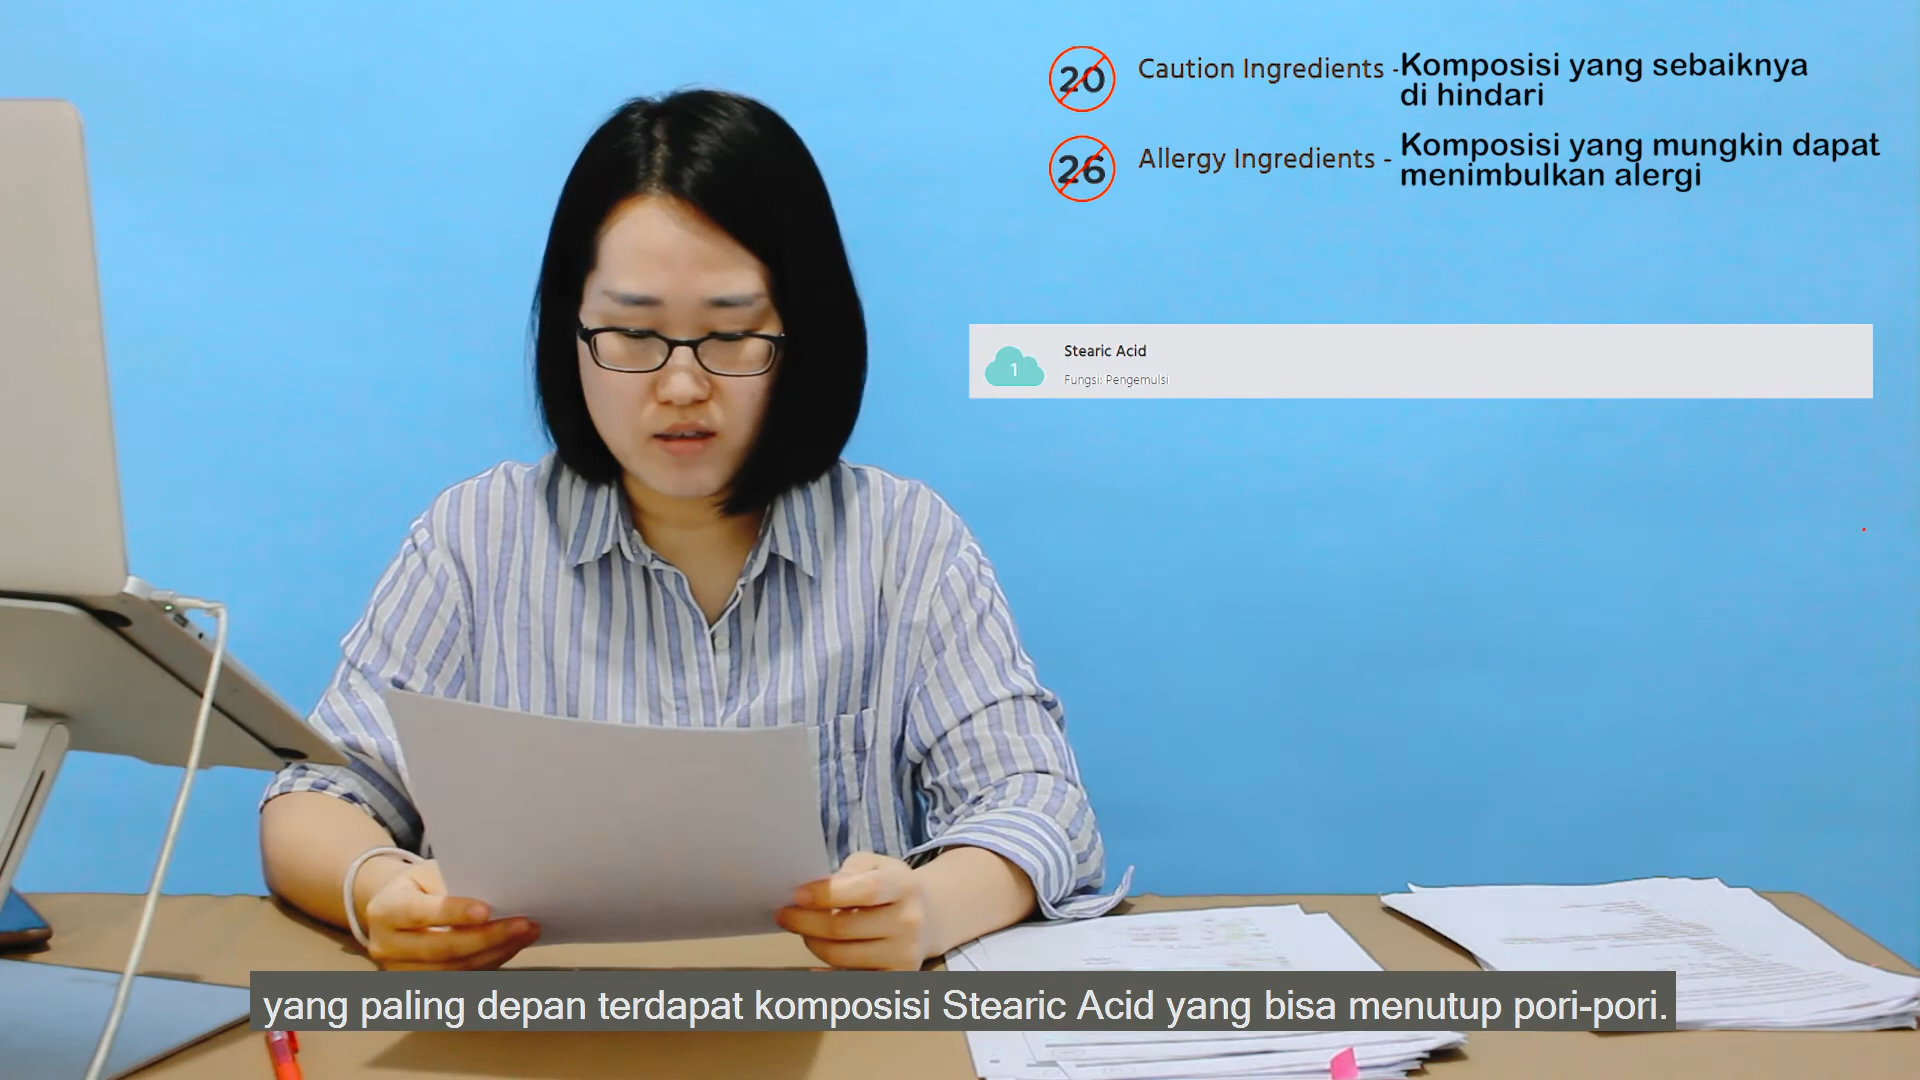 20 Caution Ingredients - Komposisi yang sebaiknya
di hindari
26 Allergy Ingredients - Komposisi yang mungkin dapat
menimbulkan alergi
1 Stearic Acid
Fungsi: Pengemulsi
yang paling depan terdapat komposisi Stearic Acid yang bisa menutup pori-pori.